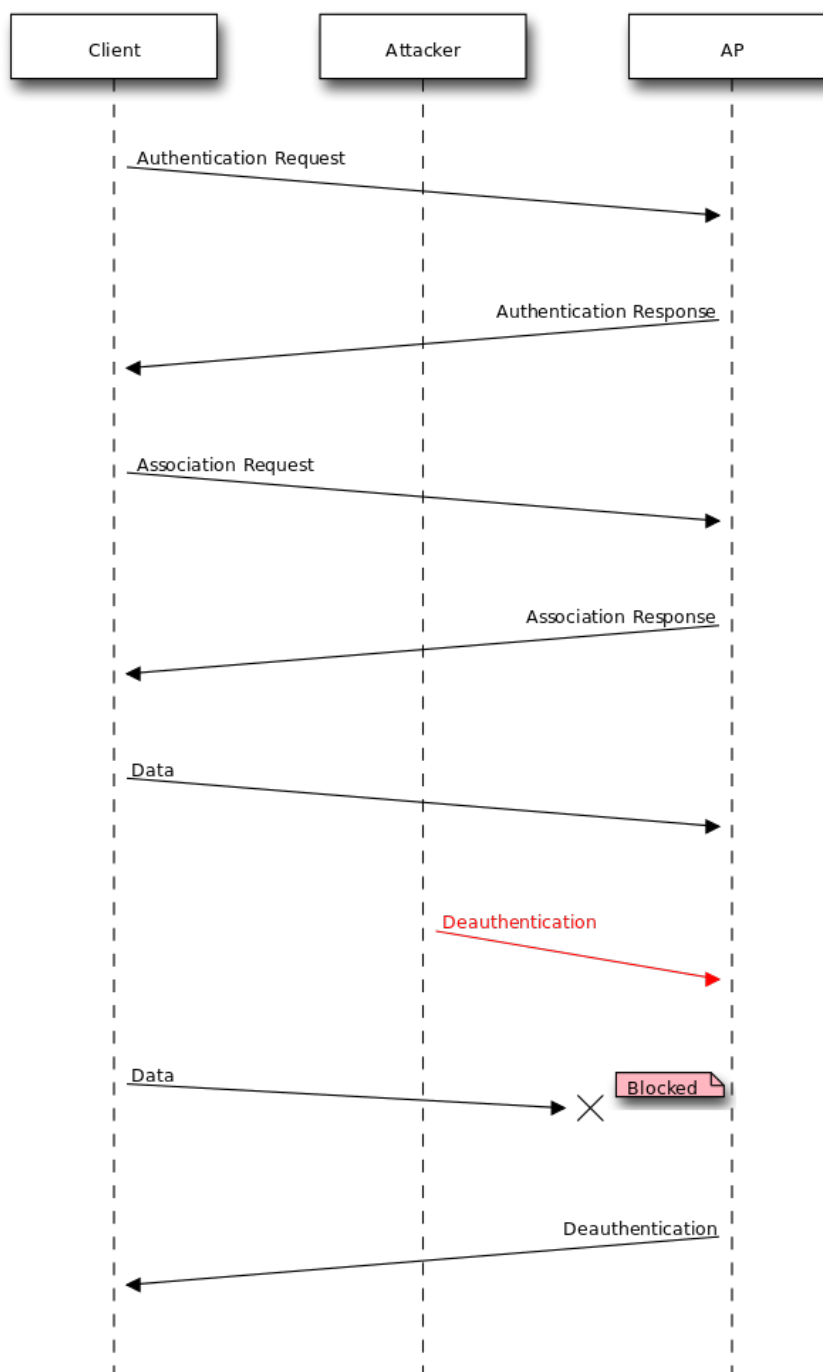 Client
Attacker
AP
Authentication Request
Authentication Response
Association Request
Association Response
Data
Deauthentication
Data
Blocked
Deauthentication